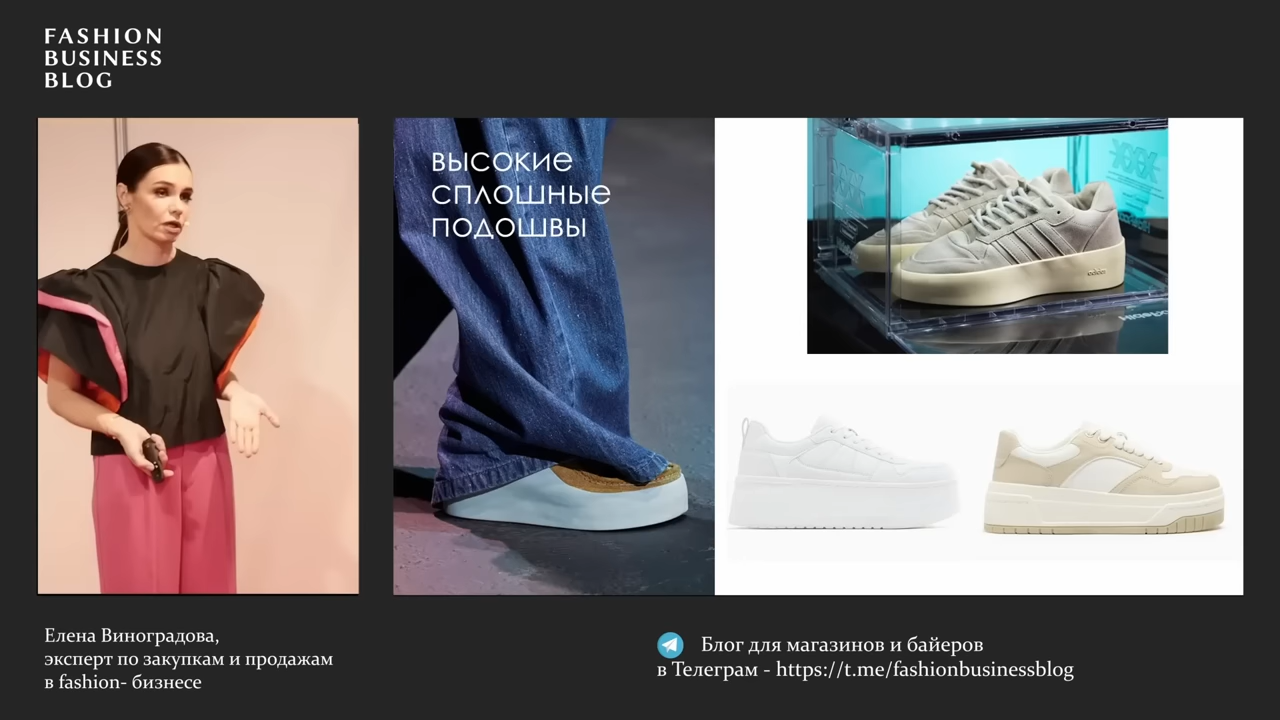 FASHION
BUSINESS
BLOG
высокие
сплошные
подошвы
Елена Виноградова,
эксперт по закупкам и продажам
в fashion- бизнесе
Блог для магазинов и байеров
в Телеграм - https://t.me/fashionbusinessblog